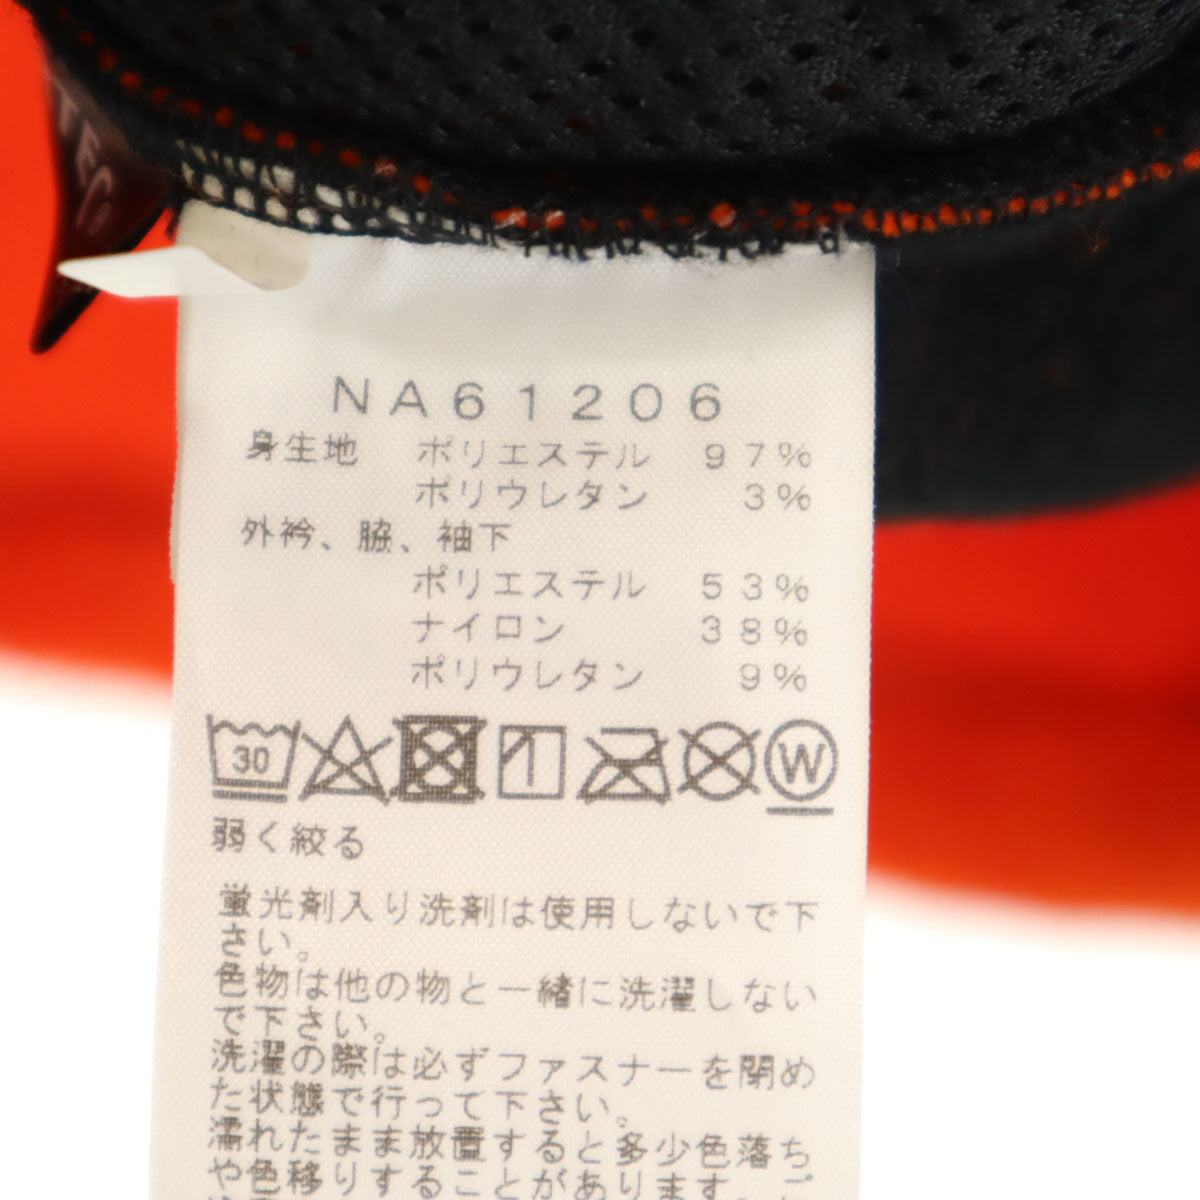 TEC
NA61206
身生地 ポリエステル 97%
ポリウレタン 3%
外衿、脇、袖下
ポリエステル 53%
ナイロン 38%
ポリウレタン 9%
30 W
弱く絞る
蛍光剤入り洗剤は使用しないで下
さい。
色物は他の物と一緒に洗濯しない
で下さい。
洗濯の際は必ずファスナーを閉め
た状態で行って下さい。
濡れたまま放置すると多少色落ち
や色移りすることがあります。ご